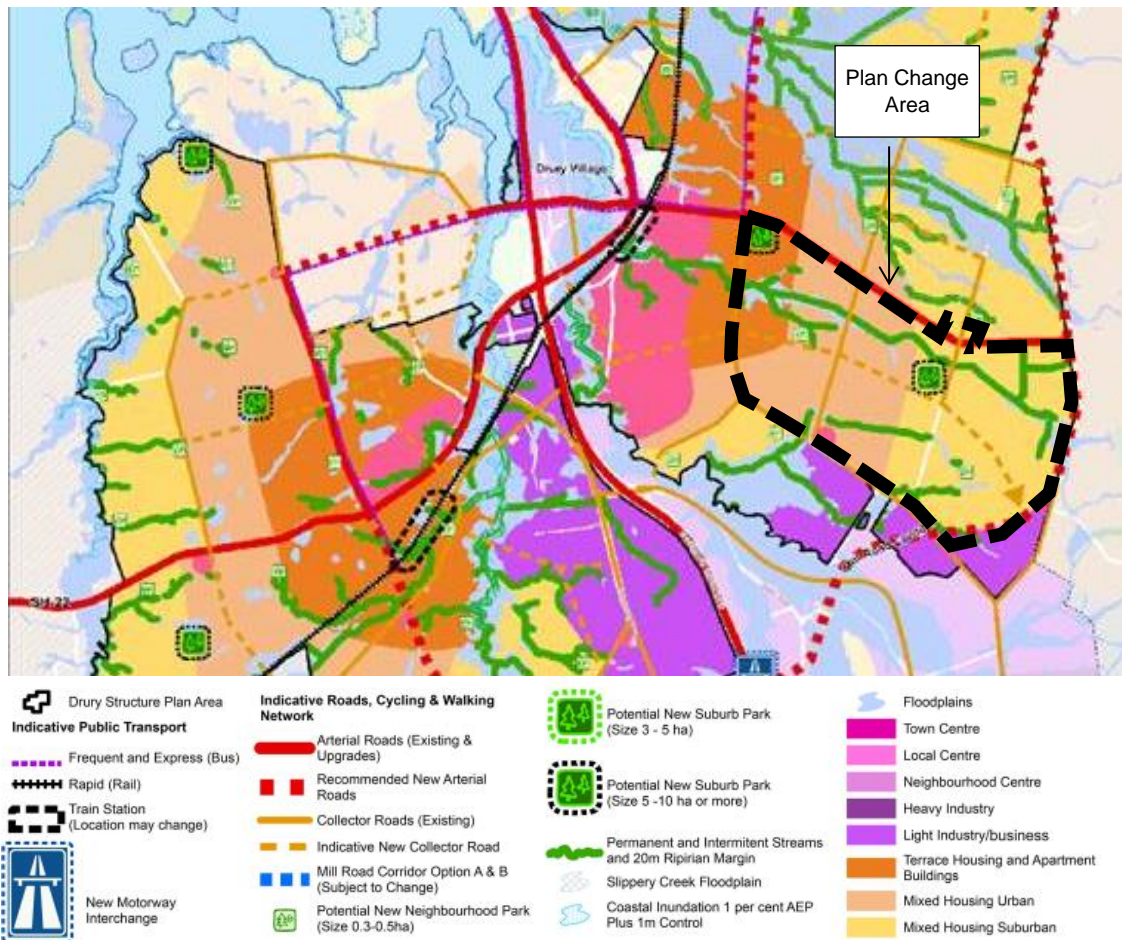 Plan Change
Area
Drury Village
SH 22
Drury Structure Plan Area
Indicative Public Transport
Frequent and Express (Bus)
Rapid (Rail)
Train Station
(Location may change)
New Motorway
Interchange
Indicative Roads, Cycling & Walking
Network
Arterial Roads (Existing &
Upgrades)
Recommended New Arterial
Roads
Collector Roads (Existing)
Indicative New Collector Road
Mill Road Corridor Option A & B
(Subject to Change)
Potential New Neighbourhood Park
(Size 0.3-0.5ha)
Potential New Suburb Park
(Size 3 - 5 ha)
Potential New Suburb Park
(Size 5 -10 ha or more)
Permanent and Intermitent Streams
and 20m Ripirian Margin
Slippery Creek Floodplain
Coastal Inundation 1 per cent AEP
Plus 1m Control
Floodplains
Town Centre
Local Centre
Neighbourhood Centre
Heavy Industry
Light Industry/business
Terrace Housing and Apartment
Buildings
Mixed Housing Urban
Mixed Housing Suburban